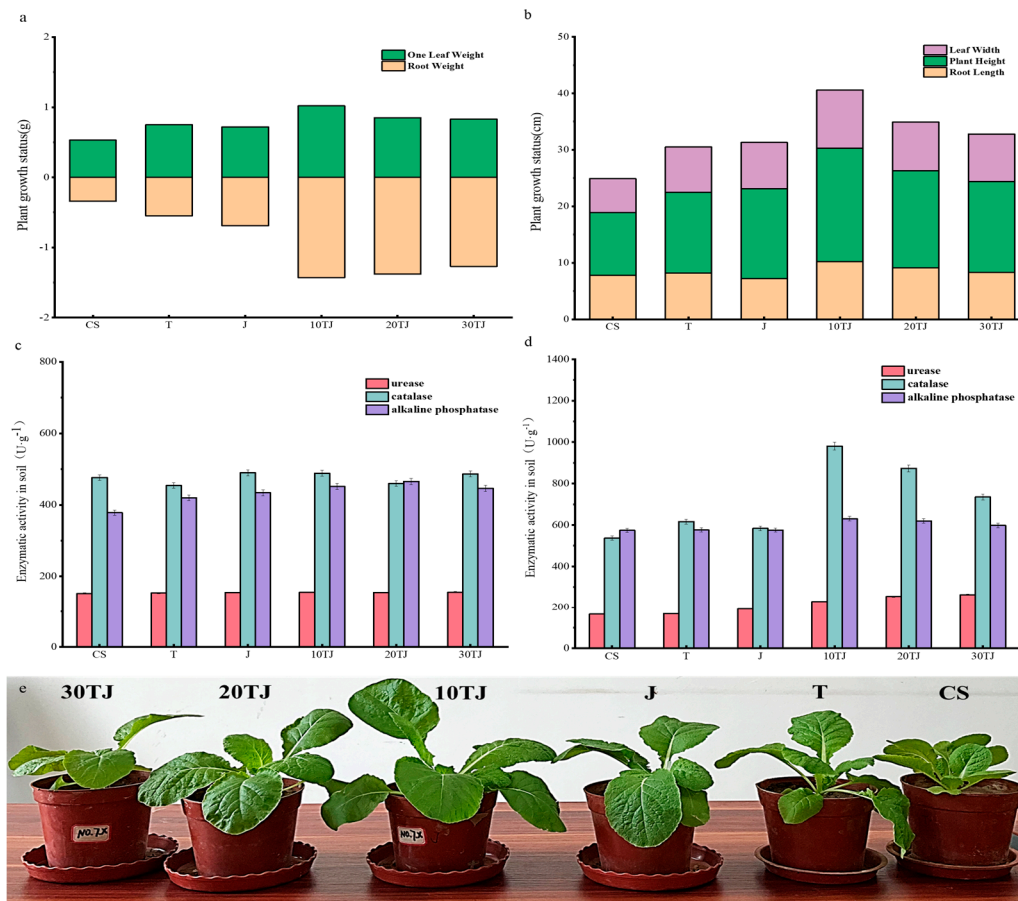 a
Plant growth status(g)
2
1
0
-1
-2
One Leaf Weight
Root Weight
CS T J 10TJ 20TJ 30TJ
b
Plant growth status(cm)
50
40
30
20
10
0
Leaf Width
Plant Height
Root Length
CS T J 10TJ 20TJ 30TJ
c
Enzymatic activity in soil (U·g⁻¹)
800
600
400
200
0
urease
catalase
alkaline phosphatase
CS T J 10TJ 20TJ 30TJ
d
Enzymatic activity in soil (U·g⁻¹)
1400
1200
1000
800
600
400
200
0
urease
catalase
alkaline phosphatase
CS T J 10TJ 20TJ 30TJ
e
30TJ 20TJ 10TJ J T CS